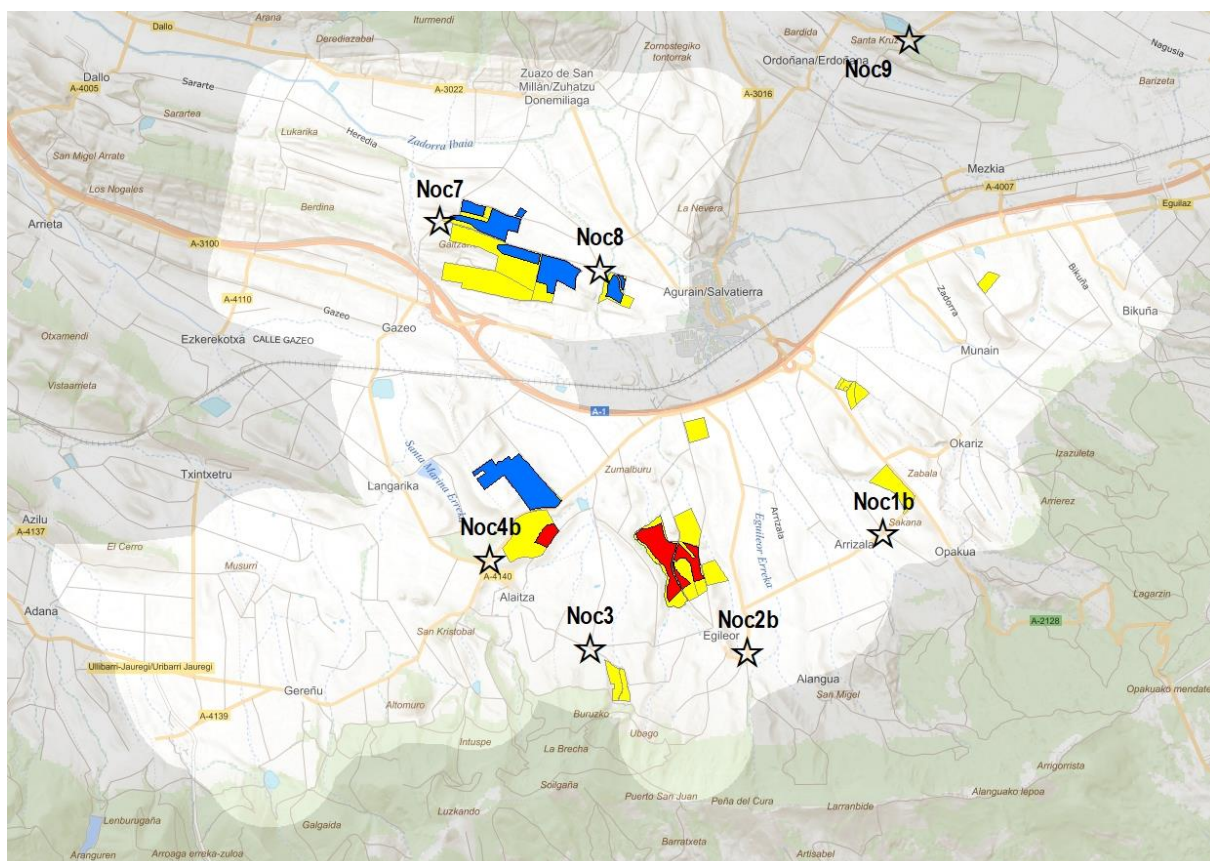 Dallo
Arana
Iturmendi
Derediazabal
Bardida
Santa Kruz
Nagusia
Zornostegiko
tontorrak
Ordoñana/Erdoñana
Noc9
Dallo
A-4005
Sararte
A-3022
Zuazo de San
Millán/Zuhatzu
Donemiliaga
A-3016
Barizeta
Sarartea
Lukarika
Heredia
Zadorra Ibaia
San Migel Arrate
Mezkia
Los Nogales
A-4007
Noc7
Berdina
La Nevera
Eguilaz
Arrieta
A-3100
Noc8
Bikuña
A-4110
Agurain/Salvatierra
Zadorra
Bikuña
Otxamendi
Gazeo
Gazeo
Ezkerekotxa
CALLE GAZEO
Munain
Vistaarrieta
A-1
Okariz
Santa Marina Erreka
Zumalburu
Izazuleta
Txintxetru
Langarika
Zabala
Arrierez
Noc1b
Azilu
A-4137
Arrizala
Sakana
El Cerro
Noc4b
Egüileor Erreka
Arrizala
Opakua
Musurri
A-4140
Alaitza
Lagarzin
Adana
Noc3
Noc2b
A-2128
San Kristobal
Egileor
Ullibarri-Jauregi/Uribarri Jauregi
Alangua
San Migel
Gereñu
Opakuako mendatea
Altomuro
Buruzko
A-4139
Ubago
Intuspe
La Brecha
Arrigorrista
Soilgaña
Puerto San Juan
Peña del Cura
Alanguako lepoa
Larranbide
Lenburugaña
Galgaida
Luzkando
Barratxeta
Aranguren
Arroaga erreka-zuloa
Artisabel